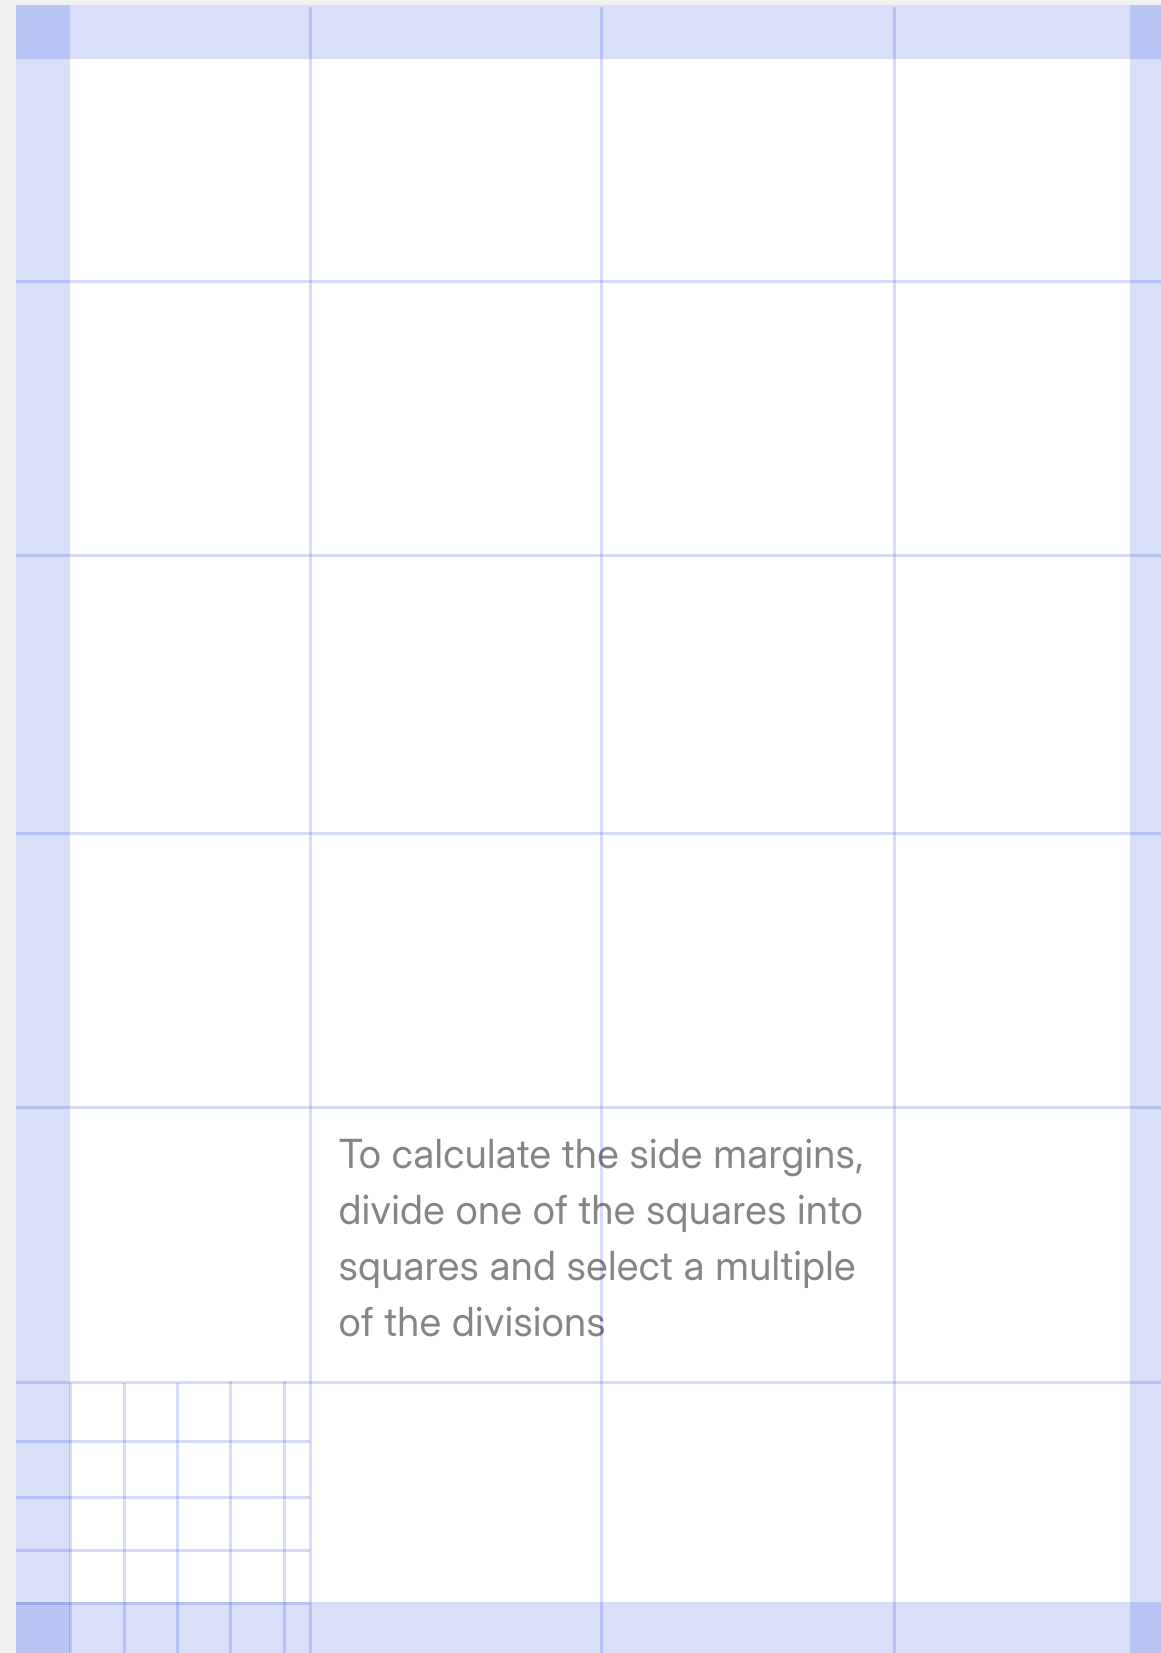 To calculate the side margins,
divide one of the squares into
squares and select a multiple
of the divisions